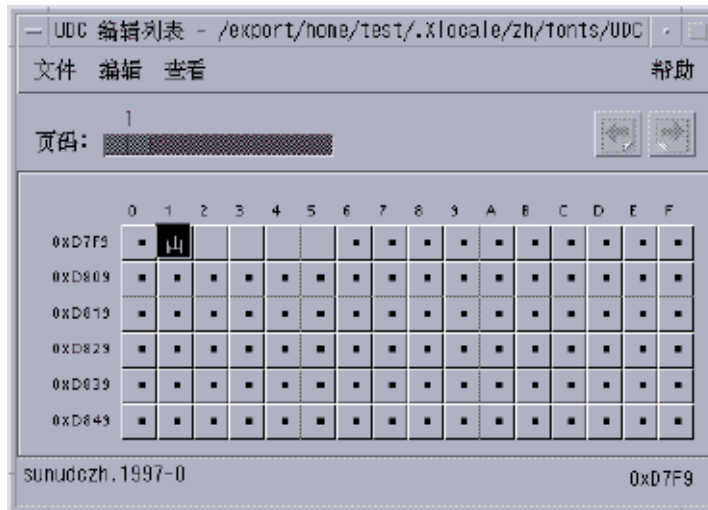 UDC 编辑列表 - /export/home/test/.Xlocale/zh/fonts/UDC
文件 编辑 查看 帮助
1
页码:
0 1 2 3 4 5 6 7 8 9 A B C D E F
0xD7F9 山
0xD809
0xD819
0xD829
0xD839
0xD849
sunudczh.1997-0 0xD7F9